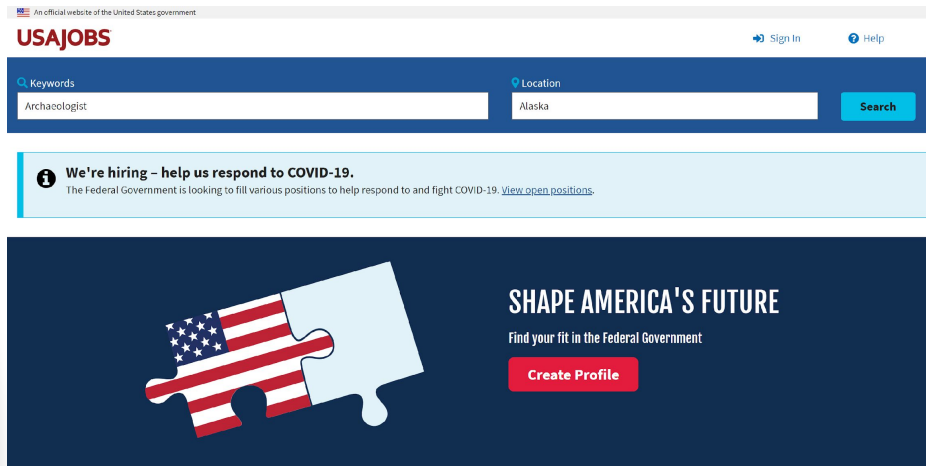 An official website of the United States government
USAJOBS
Sign In
Help
Keywords
Location
Archaeologist
Alaska
Search
We're hiring – help us respond to COVID-19.
The Federal Government is looking to fill various positions to help respond to and fight COVID-19. View open positions.
SHAPE AMERICA'S FUTURE
Find your fit in the Federal Government
Create Profile